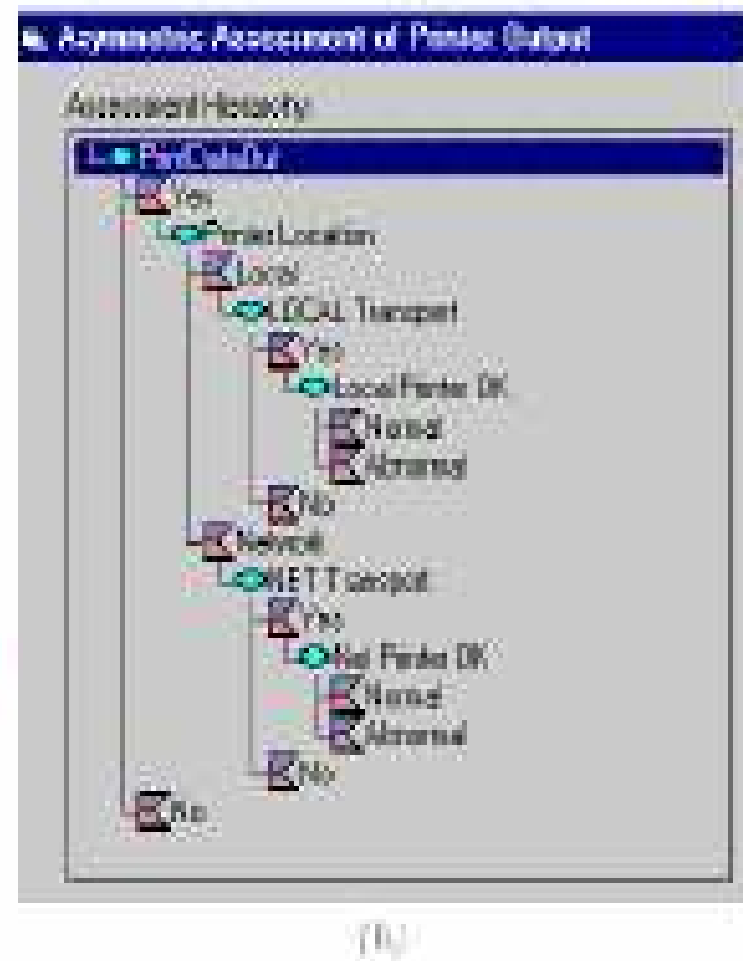 Asymmetric Assessment of Printer Output
Assessment Hierarchy:
PrintDataOut
Yes
Printer Location
Local
LOCAL Transport
Yes
Local Printer OK
Normal
Abnormal
No
Network
NET Transport
Yes
Net Printer OK
Normal
Abnormal
No
No